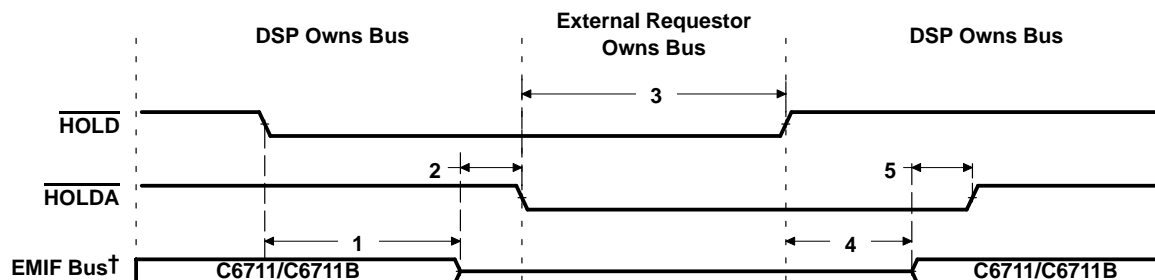 DSP Owns Bus
External Requestor
Owns Bus
DSP Owns Bus
3
HOLD
2
5
HOLDA
1
4
EMIF Bus†
C6711/C6711B
C6711/C6711B